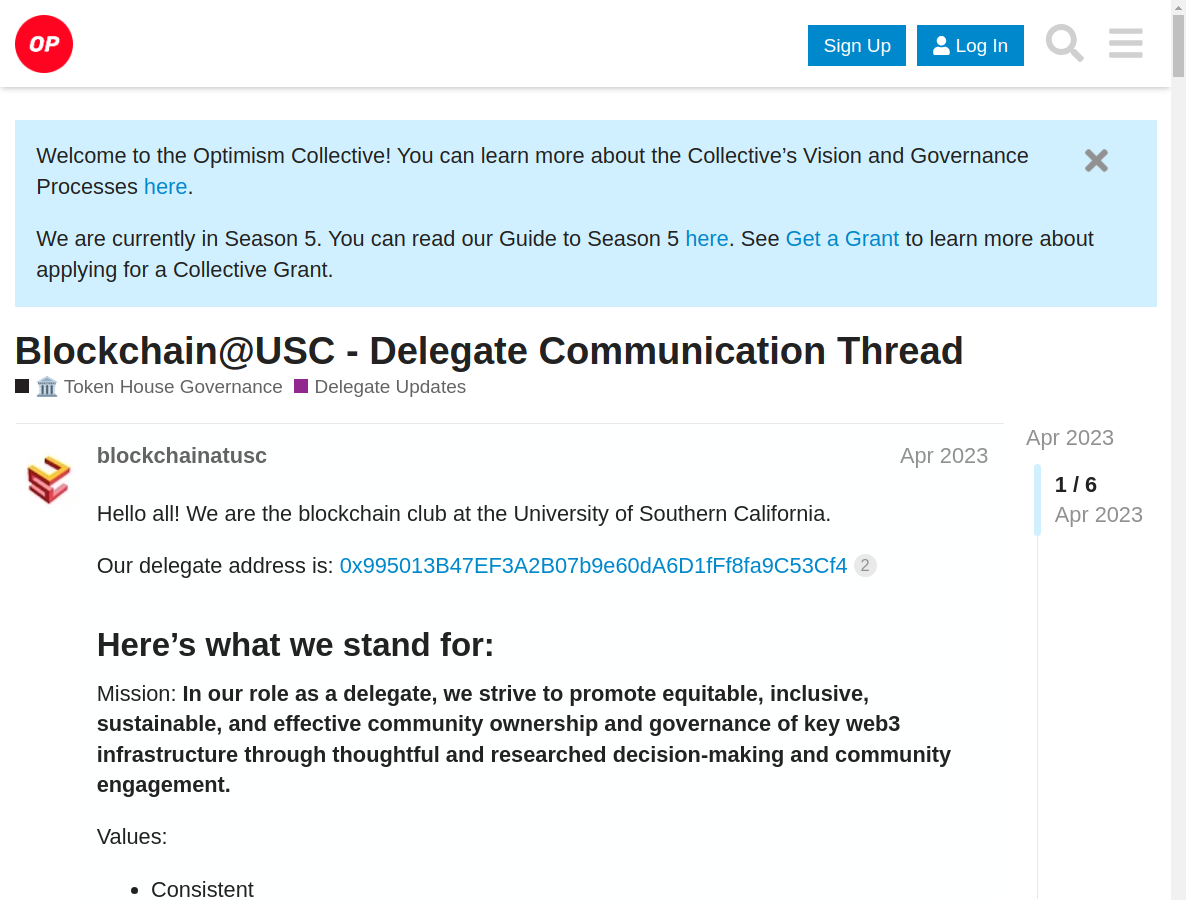 OP
Sign Up
Log In
Welcome to the Optimism Collective! You can learn more about the Collective’s Vision and Governance
Processes here.
We are currently in Season 5. You can read our Guide to Season 5 here. See Get a Grant to learn more about
applying for a Collective Grant.
Blockchain@USC - Delegate Communication Thread
🏛️ Token House Governance Delegate Updates
blockchainatusc
Apr 2023
Apr 2023
1 / 6
Apr 2023
Hello all! We are the blockchain club at the University of Southern California.
Our delegate address is: 0x995013B47EF3A2B07b9e60dA6D1fFf8fa9C53Cf4 2
Here’s what we stand for:
Mission: In our role as a delegate, we strive to promote equitable, inclusive,
sustainable, and effective community ownership and governance of key web3
infrastructure through thoughtful and researched decision-making and community
engagement.
Values:
• Consistent